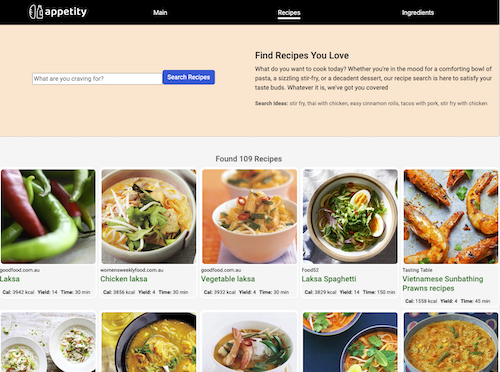 appetity
Main
Recipes
Ingredients
What are you craving for?
Search Recipes
Find Recipes You Love
What do you want to cook today? Whether you're in the mood for a comforting bowl of
pasta, a sizzling stir-fry, or a decadent dessert, our recipe search is here to satisfy your
taste buds. Whatever it is, we've got you covered
Search Ideas: stir fry, thai with chicken, easy cinnamon rolls, tacos with pork, stir fry with chicken
Found 109 Recipes
goodfood.com.au
Laksa
Cal: 3942 kcal Yield: 14 Time: 30 min
womensweeklyfood.com.au
Chicken laksa
Cal: 3856 kcal Yield: 4 Time: 30 min
goodfood.com.au
Vegetable laksa
Cal: 3932 kcal Yield: 4 Time: 30 min
Food52
Laksa Spaghetti
Cal: 3829 kcal Yield: 14 Time: 150 min
Tasting Table
Vietnamese Sunbathing
Prawns recipes
Cal: 1558 kcal Yield: 4 Time: 45 min